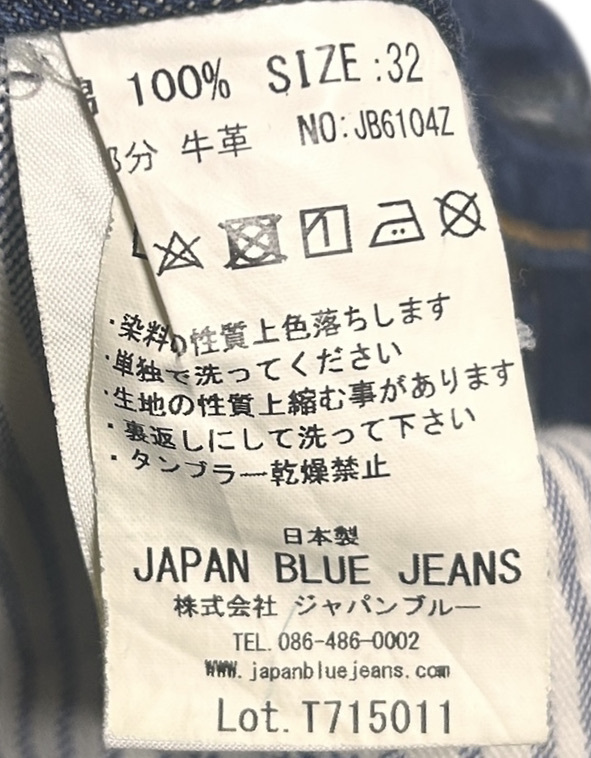 綿 100% SIZE:32
部分 牛革 NO:JB6104Z
・染料の性質上色落ちします
・単独で洗ってください
・生地の性質上縮む事があります
・裏返しにして洗って下さい
・タンブラー乾燥禁止
日本製
JAPAN BLUE JEANS
株式会社 ジャパンブルー
TEL. 086-486-0002
www.japanbluejeans.com
Lot. T715011